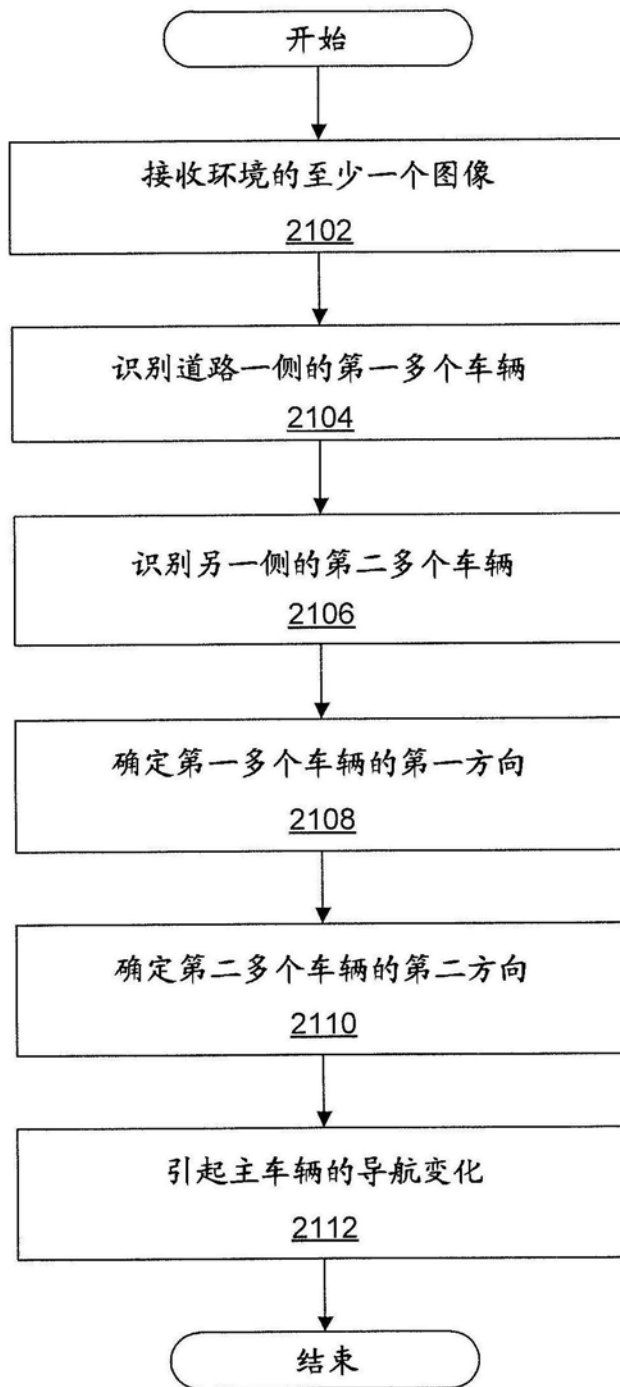 开始
接收环境的至少一个图像
2102
识别道路一侧的第一多个车辆
2104
识别另一侧的第二多个车辆
2106
确定第一多个车辆的第一方向
2108
确定第二多个车辆的第二方向
2110
引起主车辆的导航变化
2112
结束